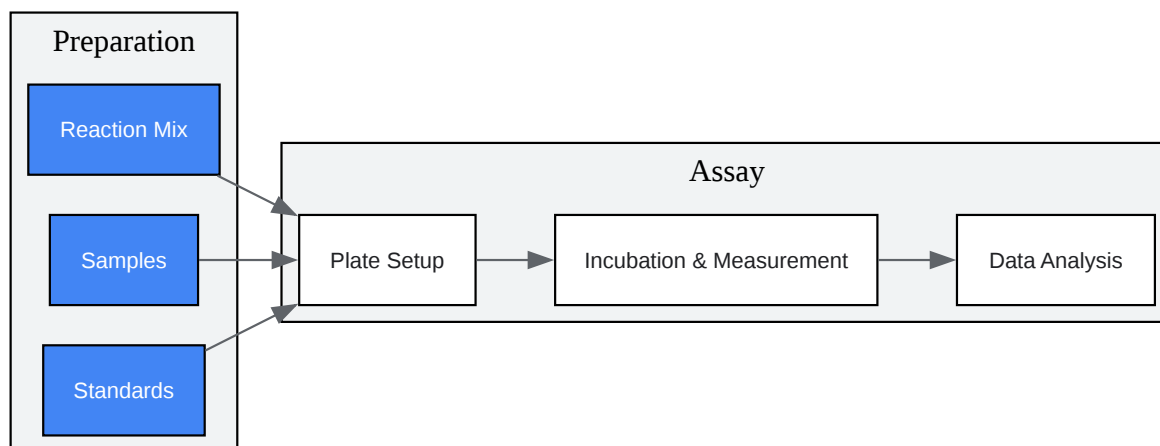 Preparation
Reaction Mix
Samples
Standards
Assay
Plate Setup
Incubation & Measurement
Data Analysis